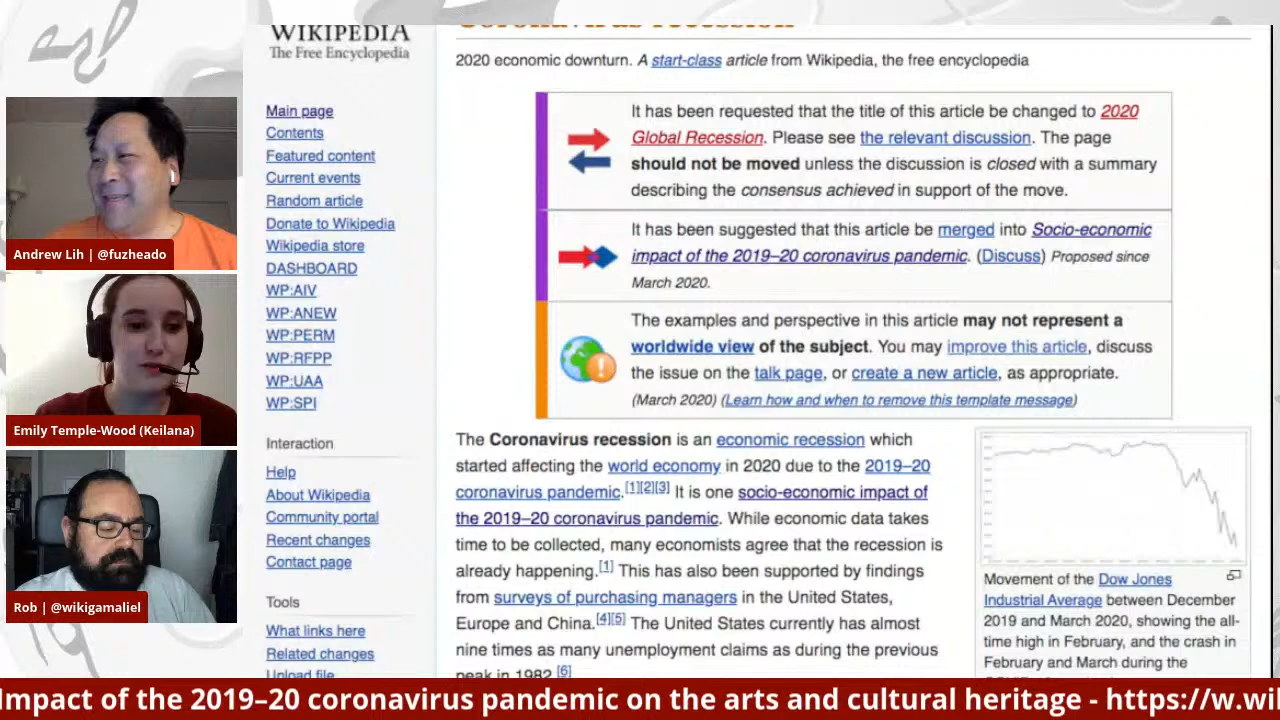 Coronavirus recession
WIKIPEDIA
The Free Encyclopedia
2020 economic downturn. A start-class article from Wikipedia, the free encyclopedia
Main page
Contents
Featured content
Current events
Random article
Donate to Wikipedia
Wikipedia store
DASHBOARD
WP:AIV
WP:ANEW
WP:PERM
WP:RFPP
WP:UAA
WP:SPI
Interaction
Help
About Wikipedia
Community portal
Recent changes
Contact page
Tools
What links here
Related changes
Upload file
It has been requested that the title of this article be changed to 2020
Global Recession. Please see the relevant discussion. The page
should not be moved unless the discussion is closed with a summary
describing the consensus achieved in support of the move.
It has been suggested that this article be merged into Socio-economic
impact of the 2019–20 coronavirus pandemic. (Discuss) Proposed since
March 2020.
The examples and perspective in this article may not represent a
worldwide view of the subject. You may improve this article, discuss
the issue on the talk page, or create a new article, as appropriate.
(March 2020) (Learn how and when to remove this template message)
The Coronavirus recession is an economic recession which
started affecting the world economy in 2020 due to the 2019–20
coronavirus pandemic.[1][2][3] It is one socio-economic impact of
the 2019–20 coronavirus pandemic. While economic data takes
time to be collected, many economists agree that the recession is
already happening.[1] This has also been supported by findings
from surveys of purchasing managers in the United States,
Europe and China.[4][5] The United States currently has almost
nine times as many unemployment claims as during the previous
peak in 1982.[6]
Movement of the Dow Jones
Industrial Average between December
2019 and March 2020, showing the all-
time high in February, and the crash in
February and March during the
Andrew Lih | @fuzheado
Emily Temple-Wood (Keilana)
Rob | @wikigamaliel
Impact of the 2019–20 coronavirus pandemic on the arts and cultural heritage - https://w.wi